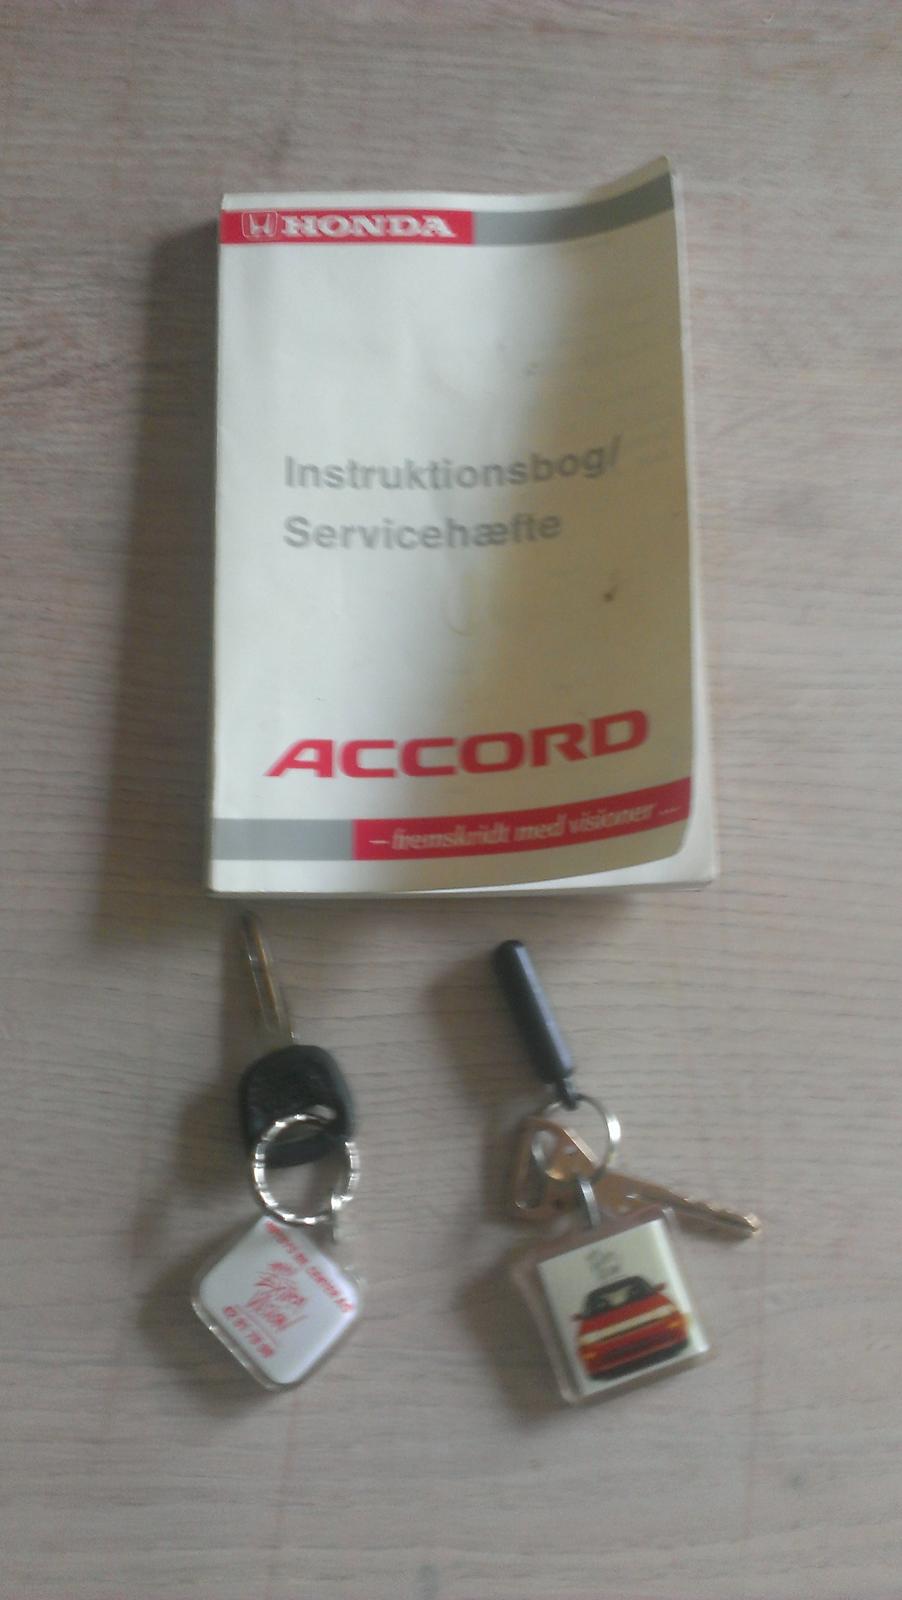 HONDA
Instruktionsbog/
Servicehæfte
ACCORD
– fremskridt med visioner –